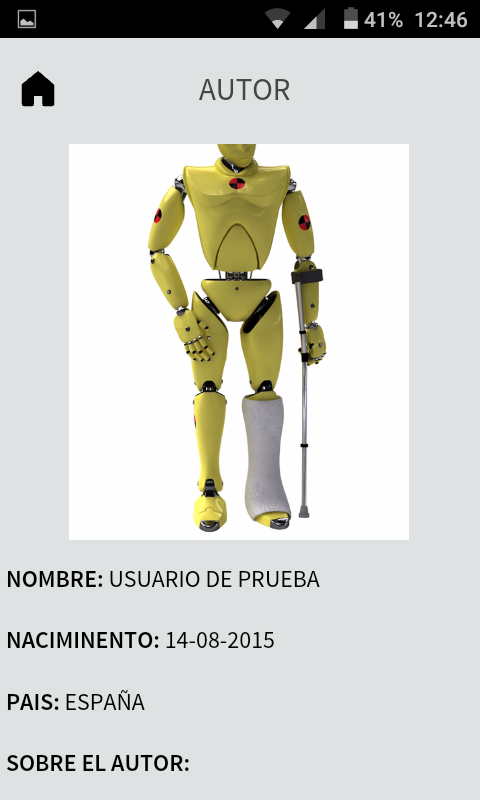 41% 12:46
AUTOR
NOMBRE: USUARIO DE PRUEBA
NACIMINENTO: 14-08-2015
PAIS: ESPAÑA
SOBRE EL AUTOR: